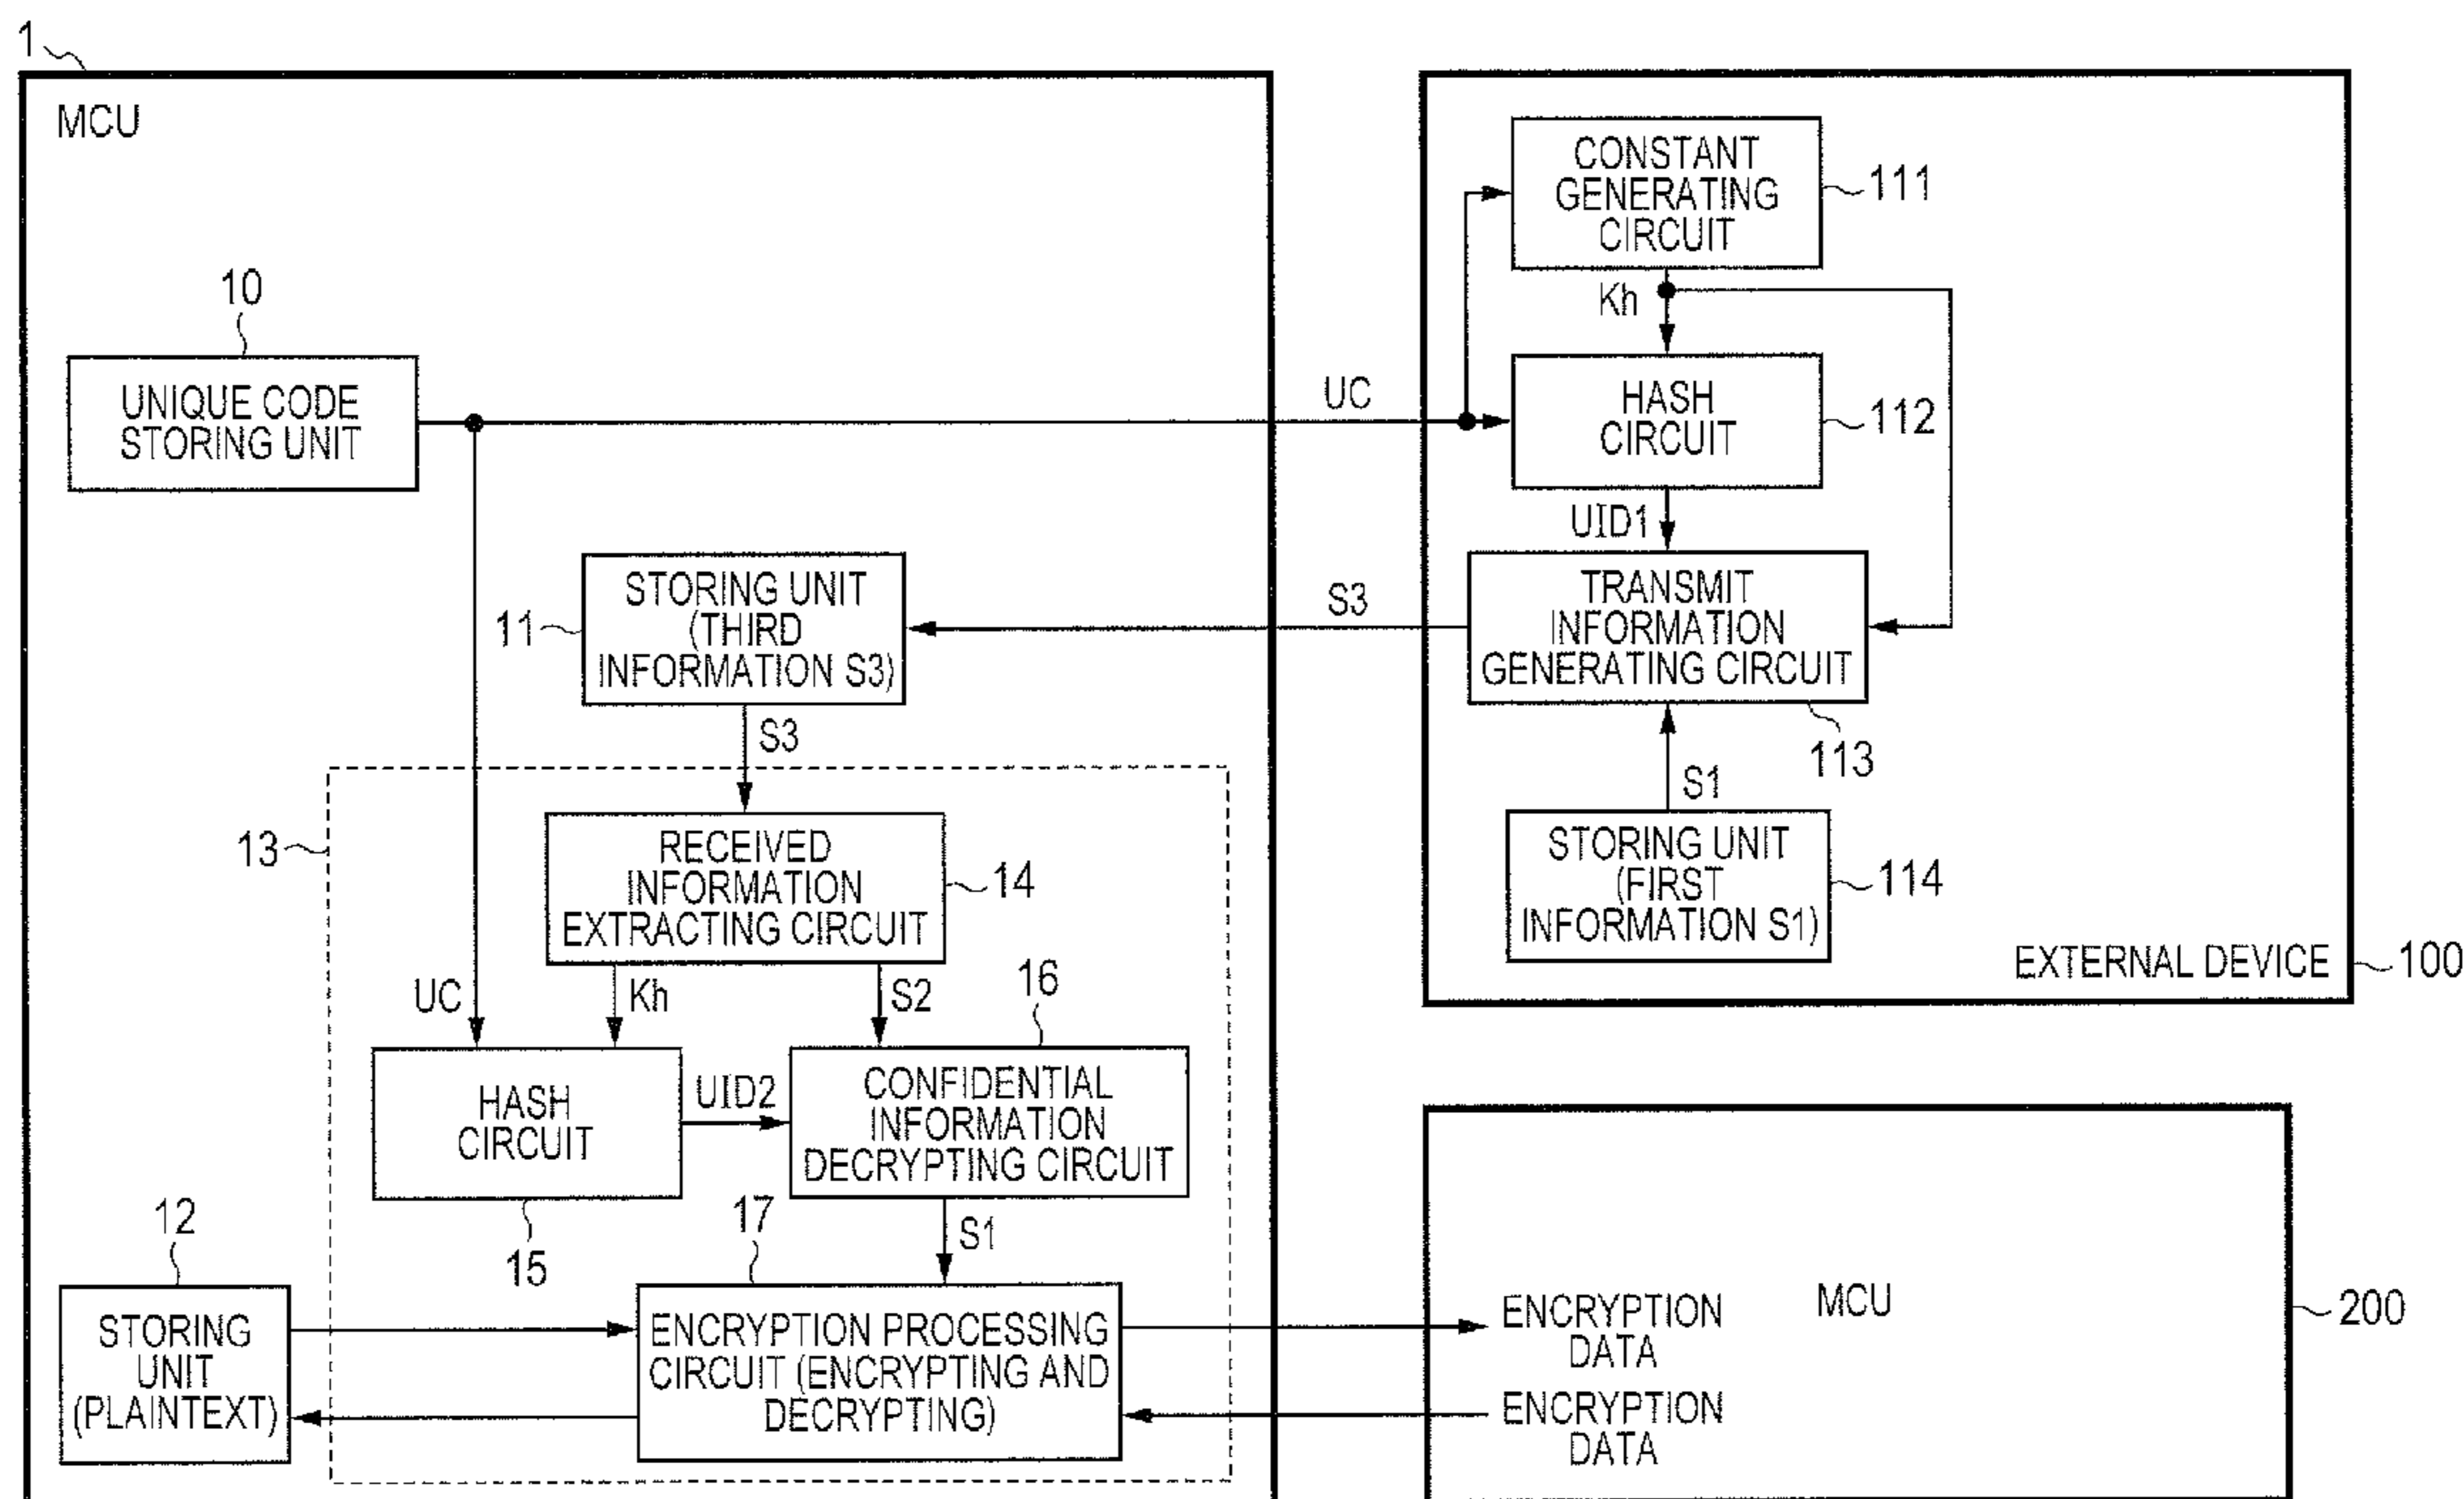 1
MCU
10
UNIQUE CODE
STORING UNIT
UC
CONSTANT
GENERATING
CIRCUIT
111
Kh
HASH
CIRCUIT
112
UID1
TRANSMIT
INFORMATION
GENERATING CIRCUIT
113
S1
STORING UNIT
(FIRST
INFORMATION S1)
114
EXTERNAL DEVICE
100
S3
11
STORING UNIT
(THIRD
INFORMATION S3)
S3
13
RECEIVED
INFORMATION
EXTRACTING CIRCUIT
14
UC
Kh
S2
16
HASH
CIRCUIT
15
UID2
CONFIDENTIAL
INFORMATION
DECRYPTING CIRCUIT
S1
17
12
STORING
UNIT
(PLAINTEXT)
ENCRYPTION PROCESSING
CIRCUIT (ENCRYPTING AND
DECRYPTING)
ENCRYPTION
DATA
ENCRYPTION
DATA
MCU
200